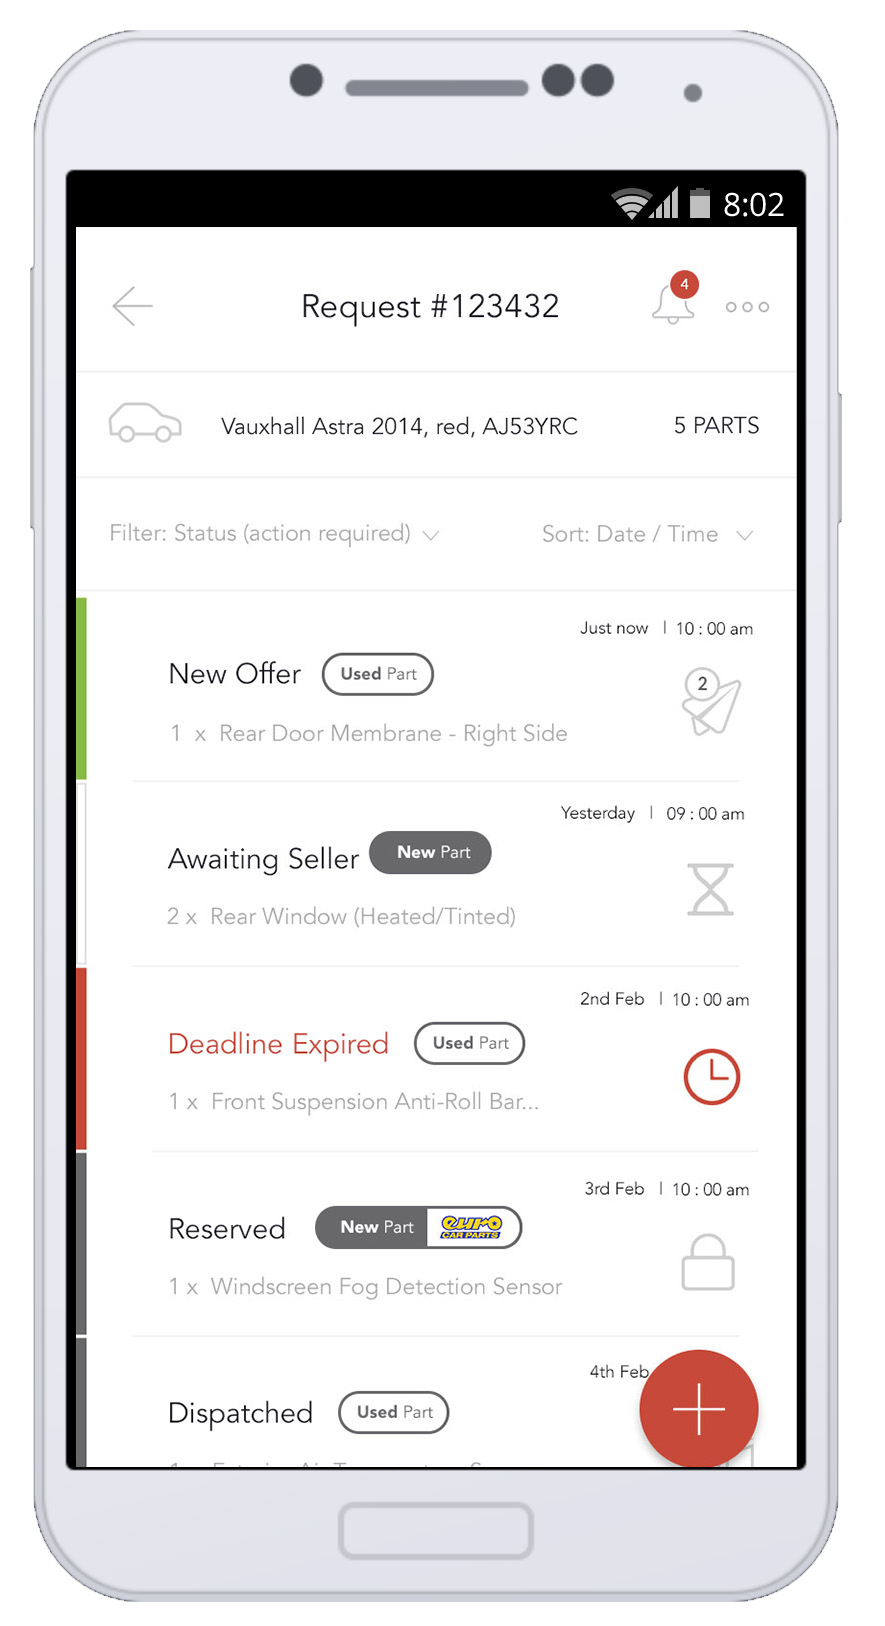 8:02
Request #123432
4
Vauxhall Astra 2014, red, AJ53YRC
5 PARTS
Filter: Status (action required)
Sort: Date / Time
Just now | 10 : 00 am
New Offer
Used Part
2
1 x Rear Door Membrane - Right Side
Yesterday | 09 : 00 am
Awaiting Seller
New Part
2 x Rear Window (Heated/Tinted)
2nd Feb | 10 : 00 am
Deadline Expired
Used Part
1 x Front Suspension Anti-Roll Bar...
3rd Feb | 10 : 00 am
Reserved
New Part
euro
CAR PARTS
1 x Windscreen Fog Detection Sensor
4th Feb
Dispatched
Used Part